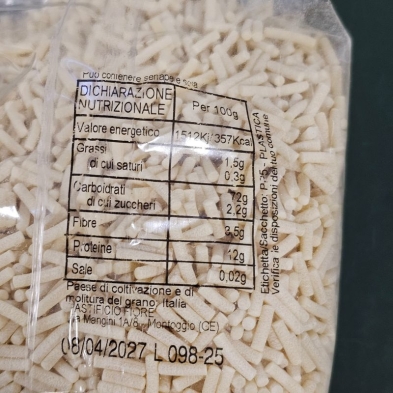 Può contenere senape e soia
DICHIARAZIONE
NUTRIZIONALE
Per 100g
Valore energetico 1512Kj/357Kcal
Grassi 1,5g
di cui saturi 0,3g
Carboidrati 72g
di cui zuccheri 2,2g
Fibre 3,5g
Proteine 12g
Sale 0,02g
Paese di coltivazione e di
molitura del grano: Italia
PASTIFICIO FIORE
Mangini 1A/B, Montoggio (CE)
08/04/2027 L 098-25
Etichetta/Sacchetto: PP5 - PLASTICA
Verifica le disposizioni del tuo comune